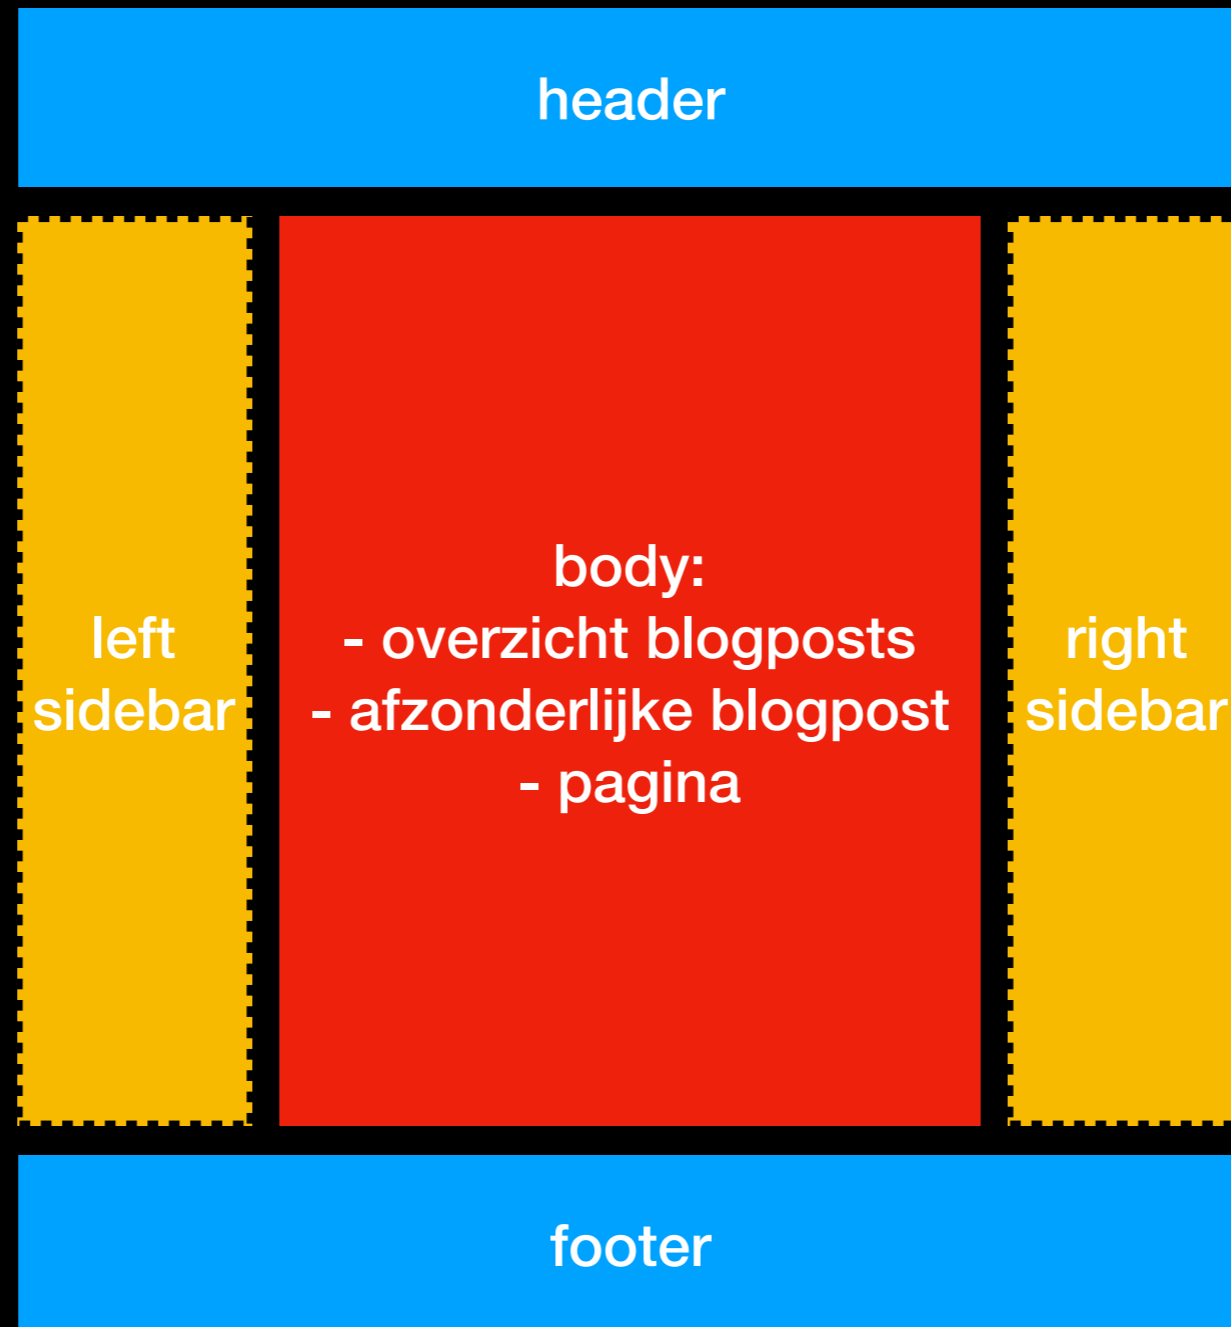 header
left
sidebar
body:
- overzicht blogposts
- afzonderlijke blogpost
- pagina
right
sidebar
footer